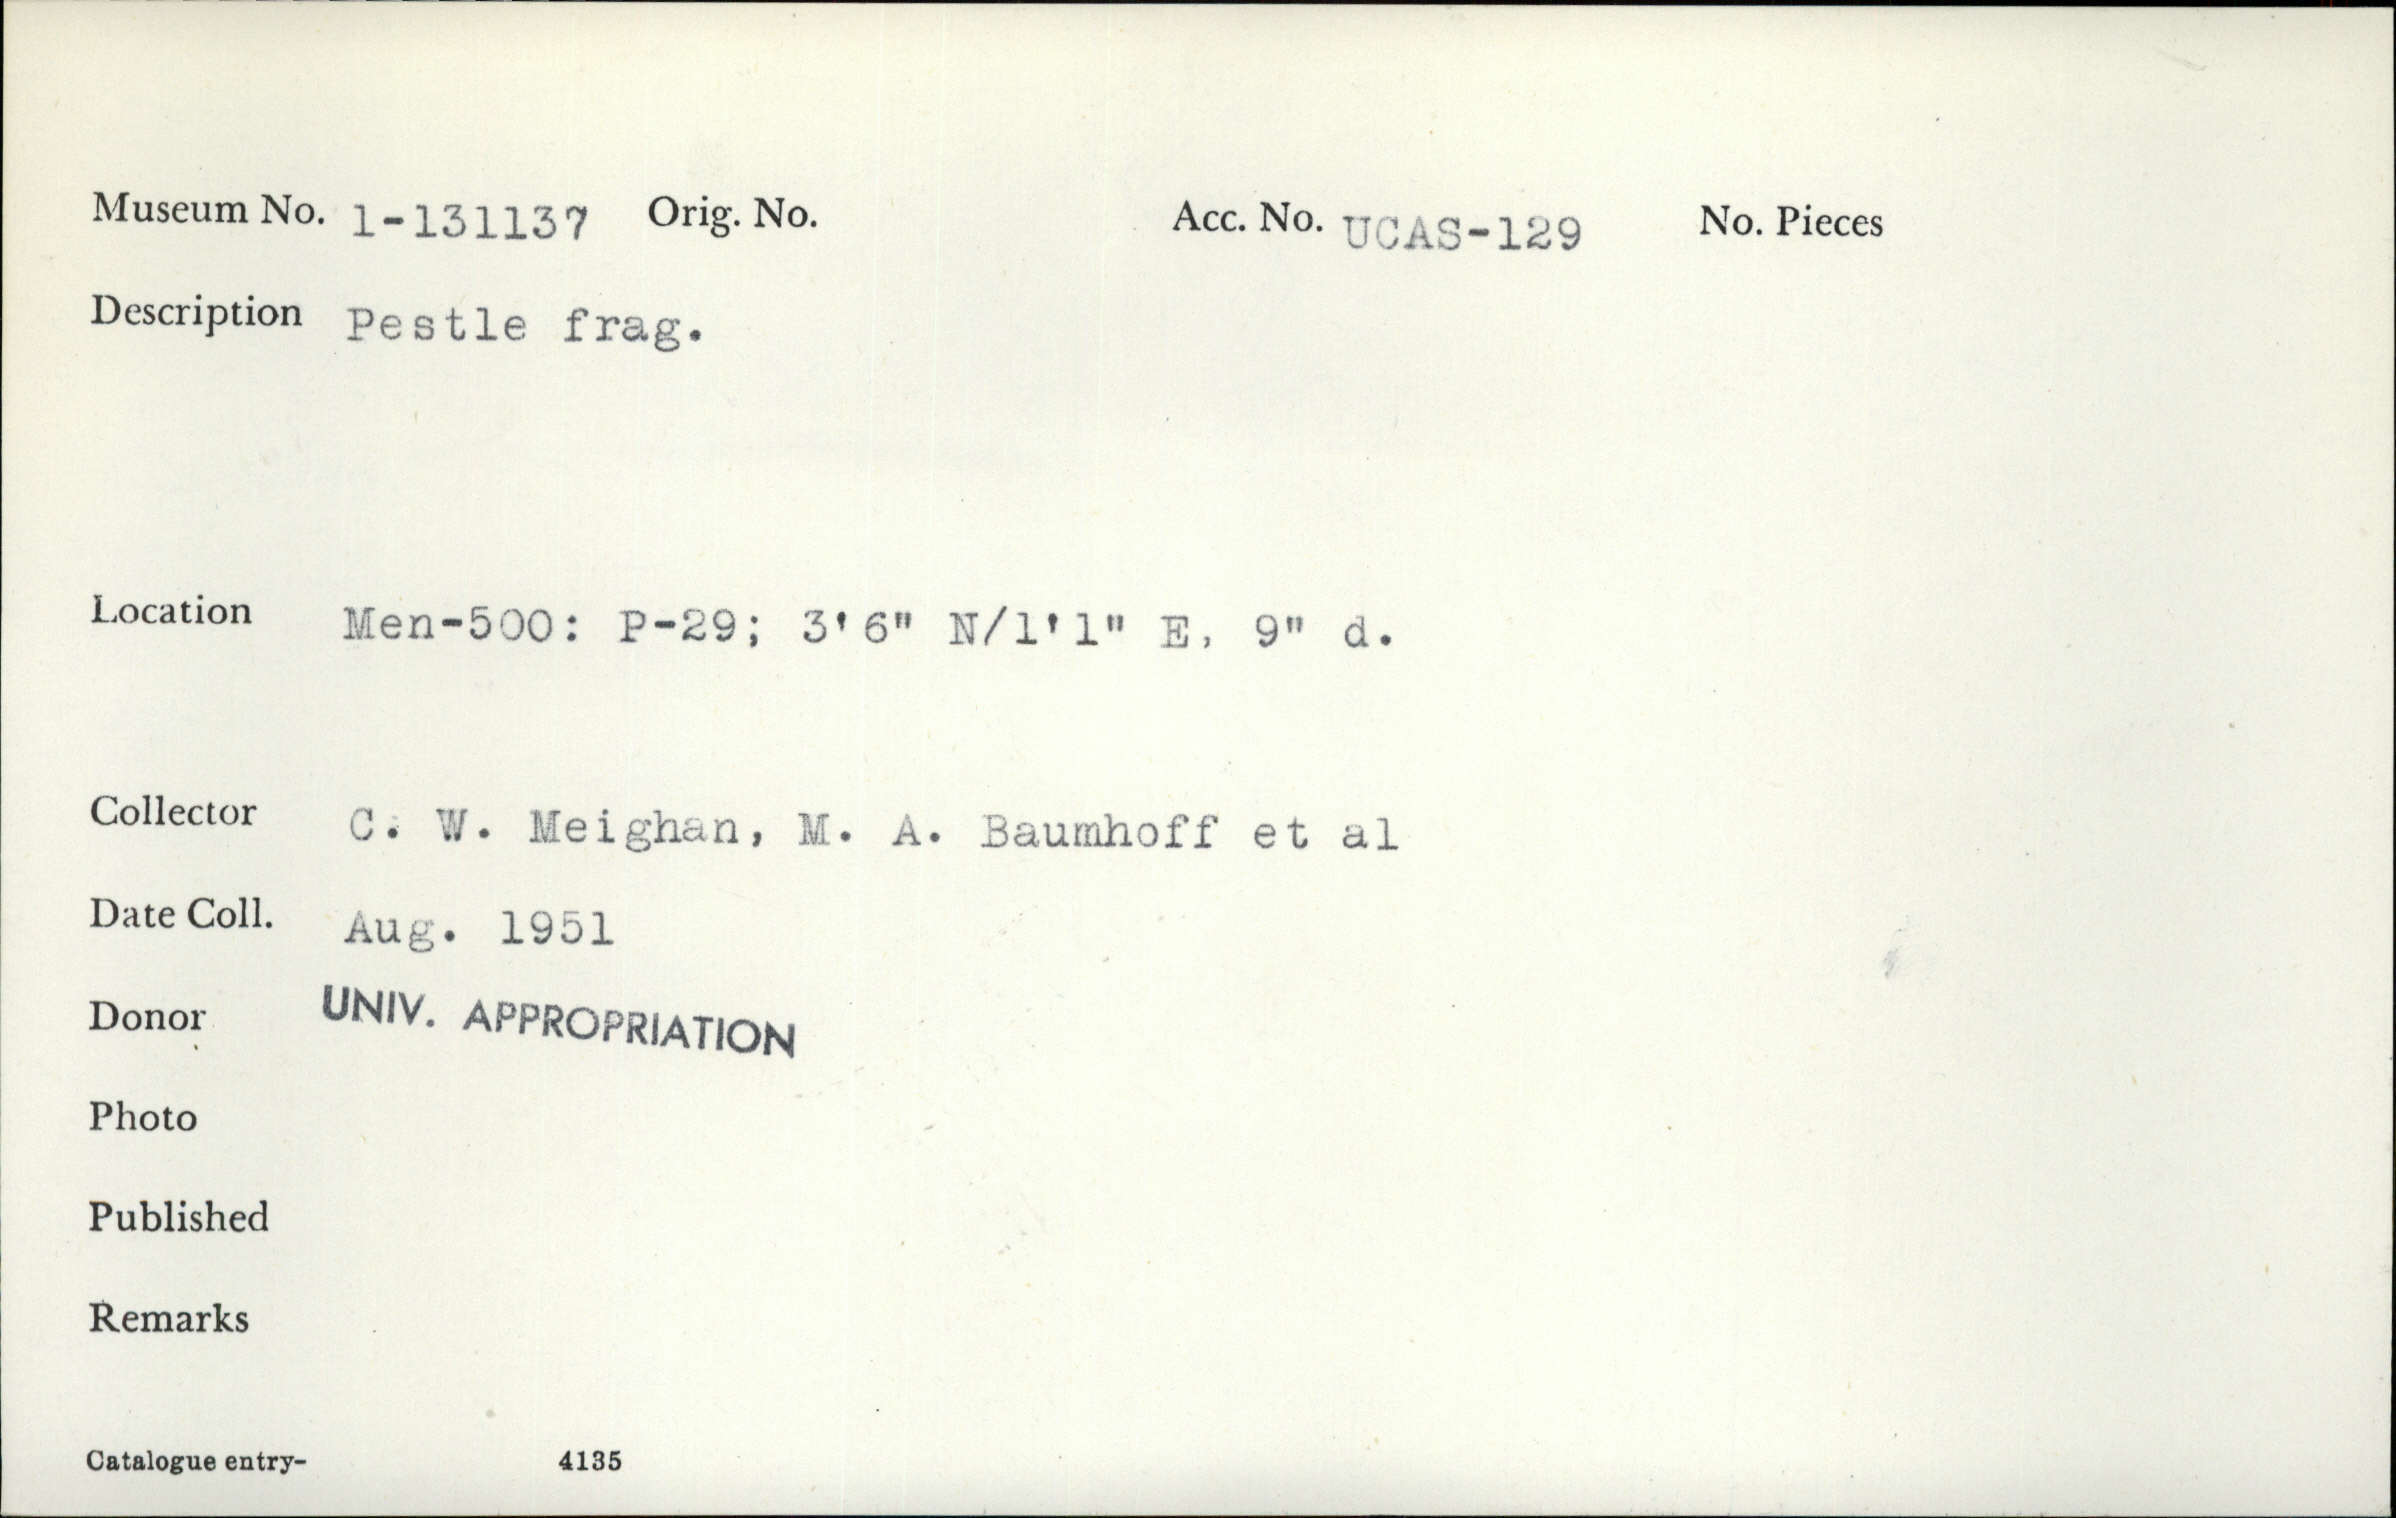 Museum No. 1-131137 Orig. No. Acc. No. UCAS-129 No. Pieces
Description Pestle frag.
Location Men-500: P-29; 3'6" N/1'1" E, 9" d.
Collector C. W. Meighan, M. A. Baumhoff et al
Date Coll. Aug. 1951
Donor UNIV. APPROPRIATION
Photo
Published
Remarks
Catalogue entry- 4135